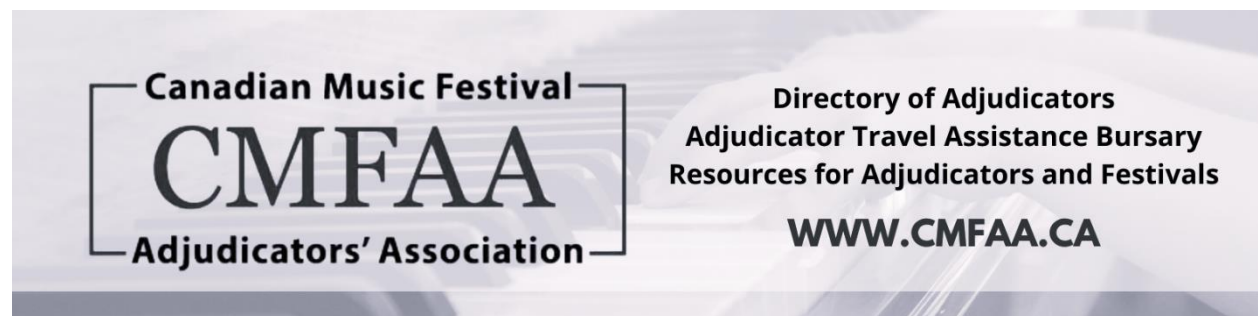 Canadian Music Festival
CMFAA
Adjudicators' Association
Directory of Adjudicators
Adjudicator Travel Assistance Bursary
Resources for Adjudicators and Festivals
WWW.CMFAA.CA